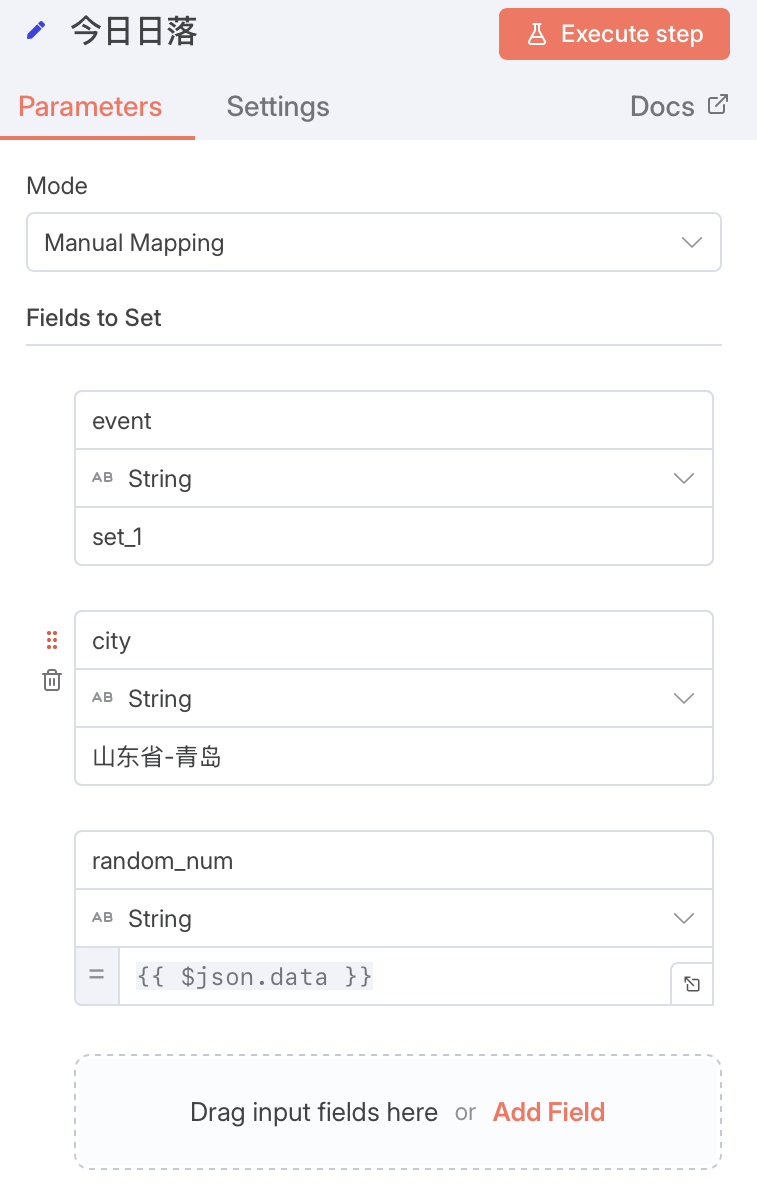 今日日落
Execute step
Parameters Settings Docs
Mode
Manual Mapping
Fields to Set
event
AB String
set_1
city
AB String
山东省-青岛
random_num
AB String
= {{ $json.data }}
Drag input fields here or Add Field